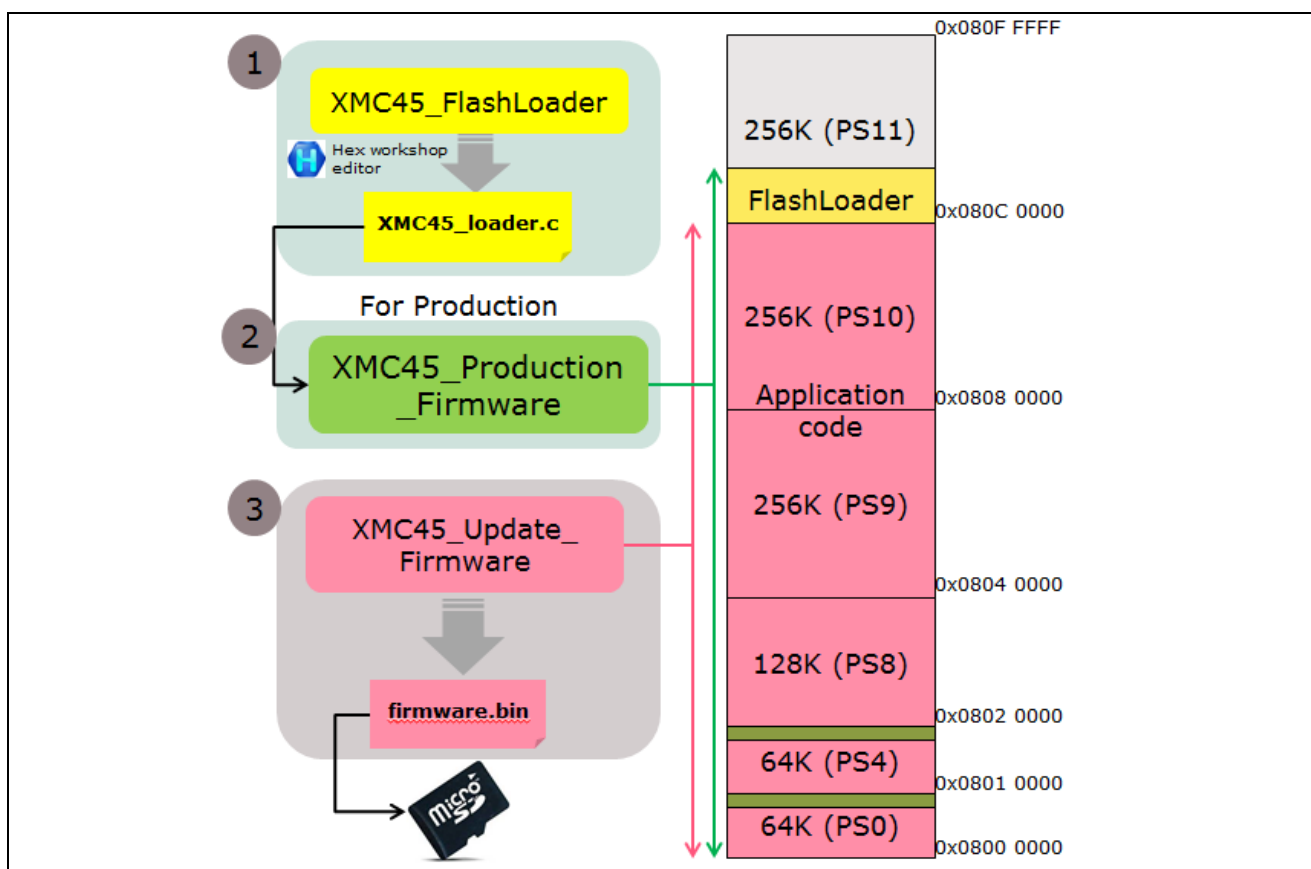 1
XMC45_FlashLoader
Hex workshop
editor
XMC45_loader.c
For Production
2
XMC45_Production
_Firmware
3
XMC45_Update_
Firmware
firmware.bin
micro
SD
0x080F FFFF
256K (PS11)
FlashLoader
0x080C 0000
256K (PS10)
Application
code
0x0808 0000
256K (PS9)
0x0804 0000
128K (PS8)
0x0802 0000
64K (PS4)
0x0801 0000
64K (PS0)
0x0800 0000